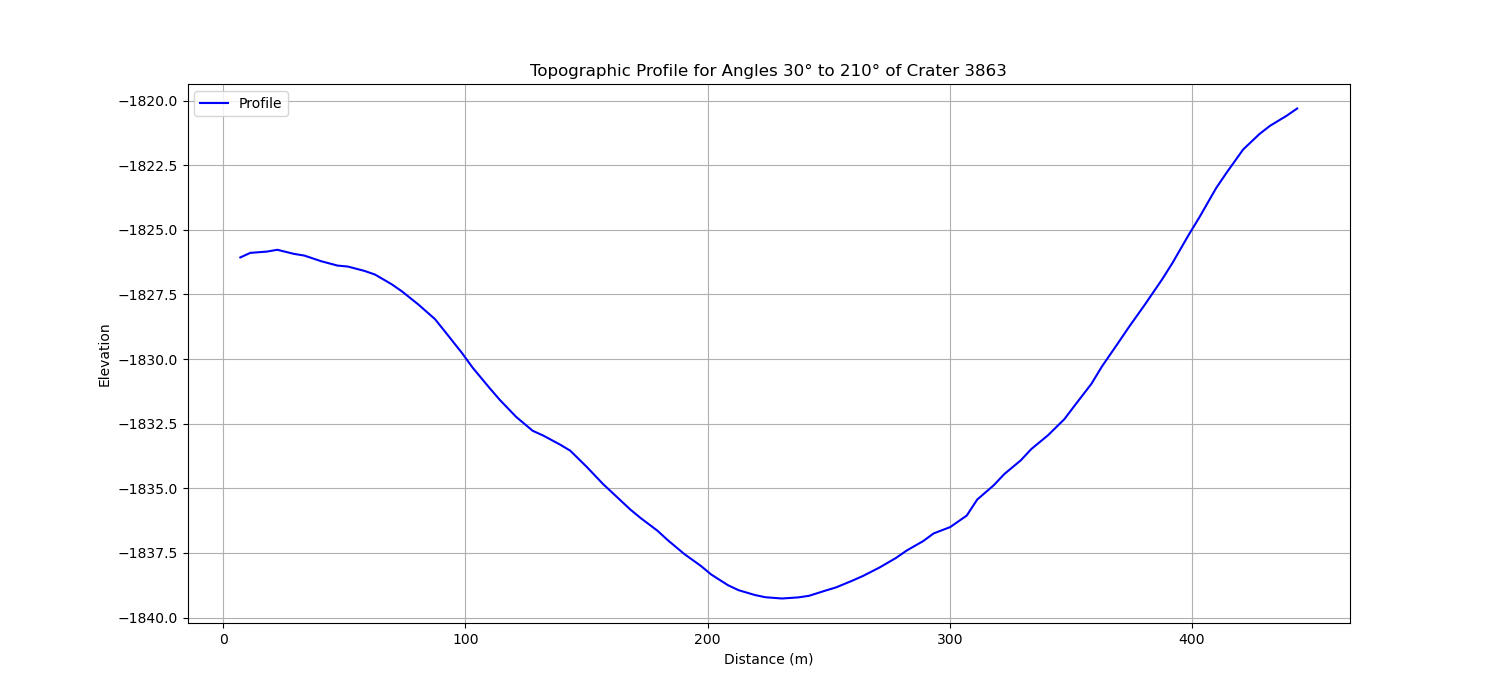 Topographic Profile for Angles 30° to 210° of Crater 3863
Profile
−1820.0
−1822.5
−1825.0
−1827.5
−1830.0
−1832.5
−1835.0
−1837.5
−1840.0
Elevation
0 100 200 300 400
Distance (m)